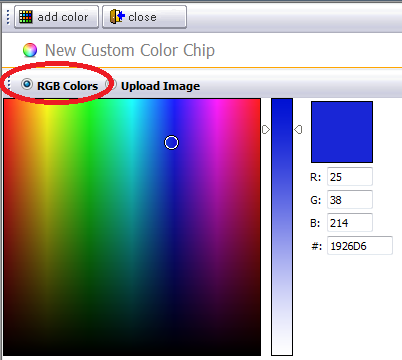 add color close
New Custom Color Chip
RGB Colors Upload Image
R: 25
G: 38
B: 214
#: 1926D6